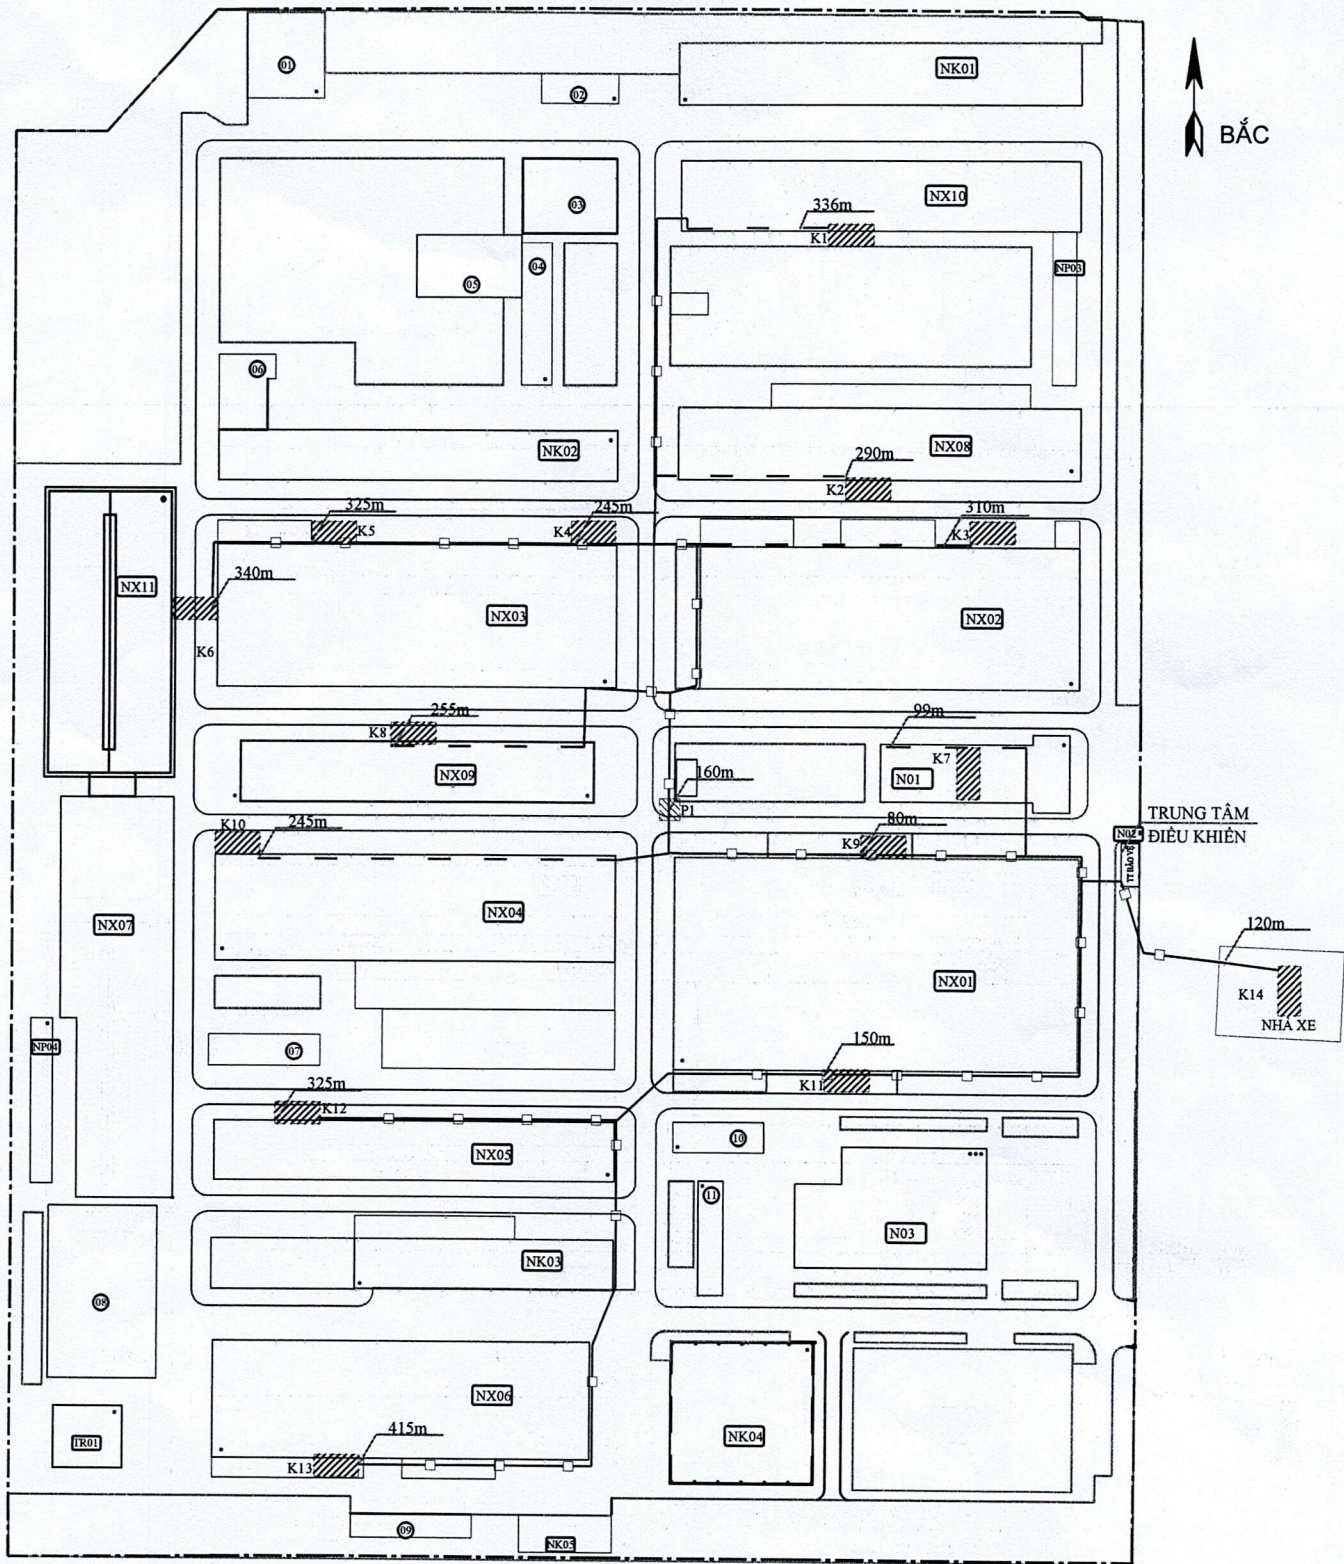 01
NK01
02
BẮC
NX10
03
336m
K1
04
NP03
05
06
NX08
NK02
290m
K2
325m
K5
245m
K4
310m
K3
NX11
340m
NX03
NX02
K6
255m
K8
99m
K7
NX09
160m
N01
P1
TRUNG TÂM
ĐIỀU KHIỂN
K10
245m
80m
K9
N02
TT BẢO VỆ
NX04
NX07
120m
NX01
K14
NHÀ XE
NP04
07
150m
K11
325m
K12
10
NX05
11
N03
NK03
08
NX06
415m
NK04
TR01
K13
09
NK05